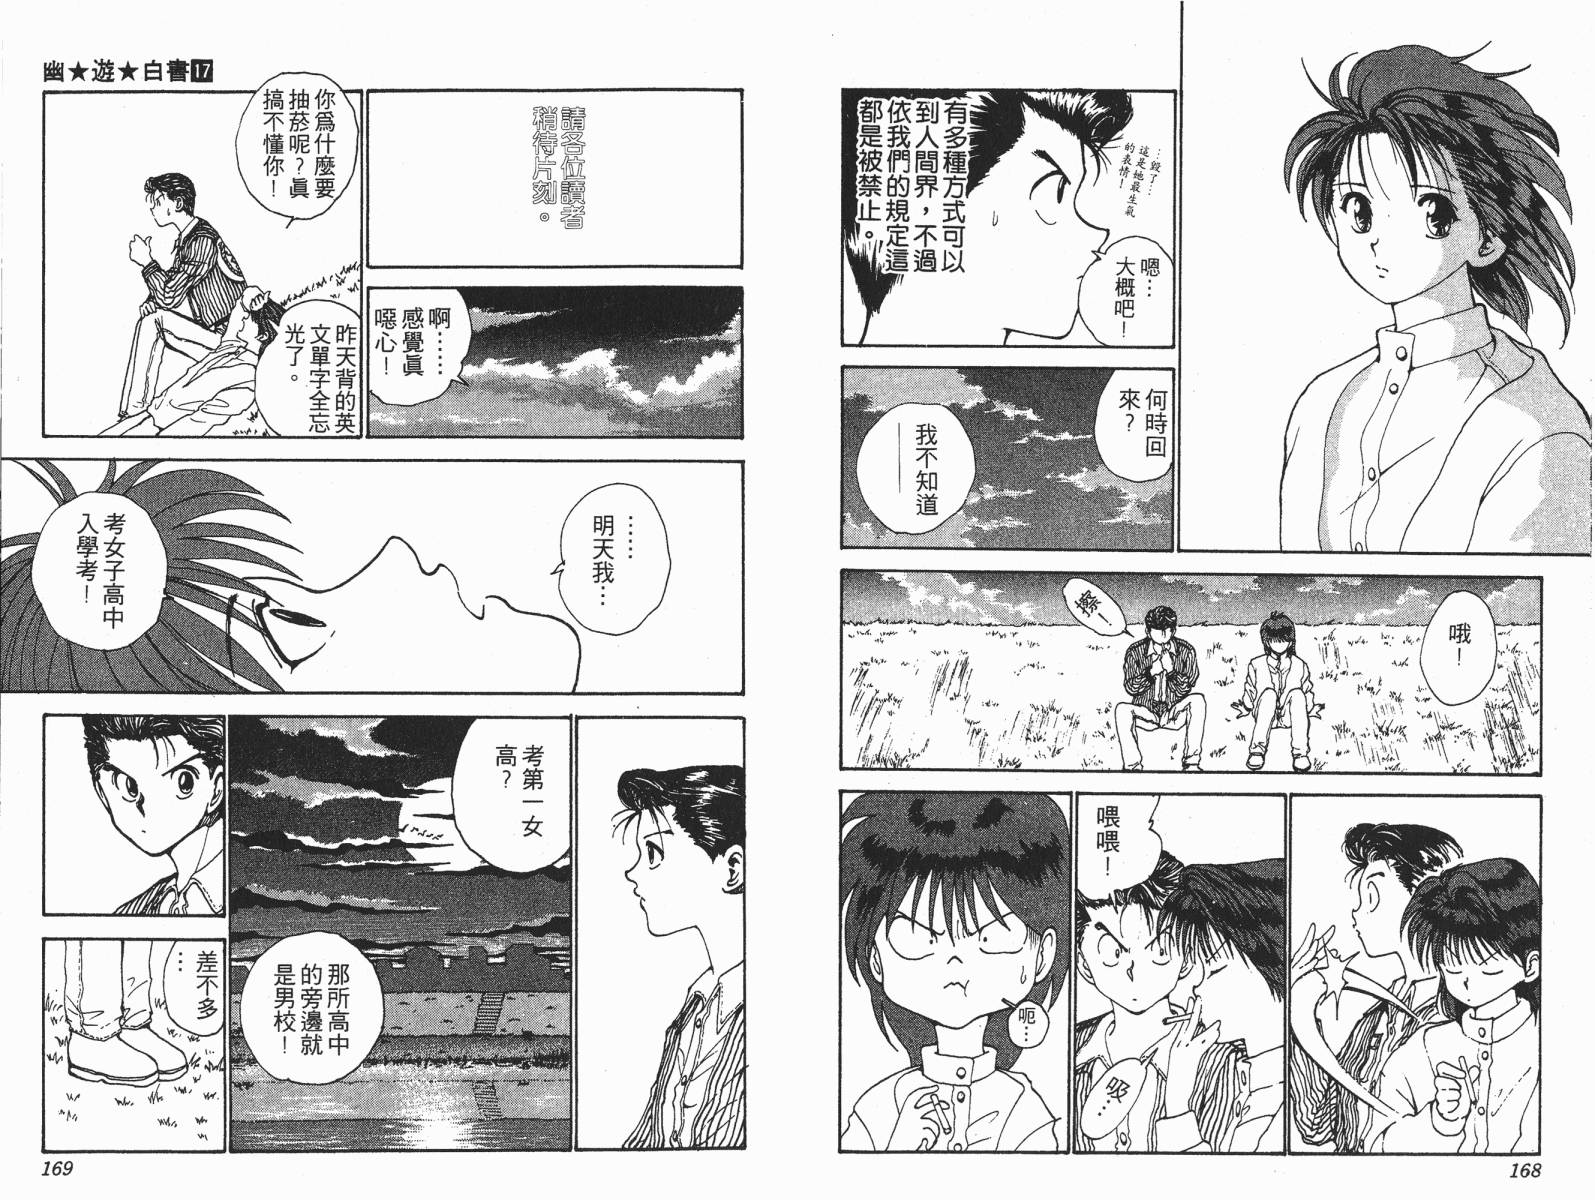 有多種方式可以
到人間界，不過
依我們的規定這
都是被禁止。
…毀了…
這是她最生氣
的表情！
嗯…
大概吧！
何時回
來？
我不知道
——
哦！
擦
喂喂！
吸…
呃…
168
幽★遊★白書17
請各位讀者
稍待片刻。
啊……
感覺眞
噁心！
你爲什麼要
抽菸呢？眞
搞不懂你！
昨天背的英
文單字全忘
光了。
……
明天我…
考女子高中
入學考！
考第一女
高？
那所高中
的旁邊就
是男校！
差不多
…
169